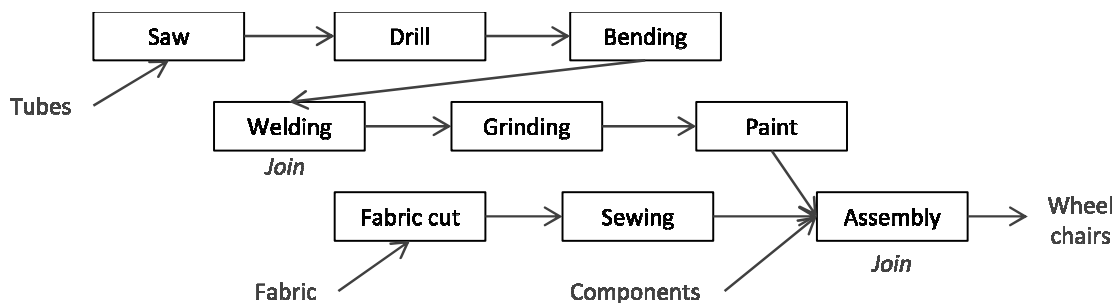 Saw
Drill
Bending
Tubes
Welding
Grinding
Paint
Join
Fabric cut
Sewing
Assembly
Wheel
chairs
Join
Fabric
Components